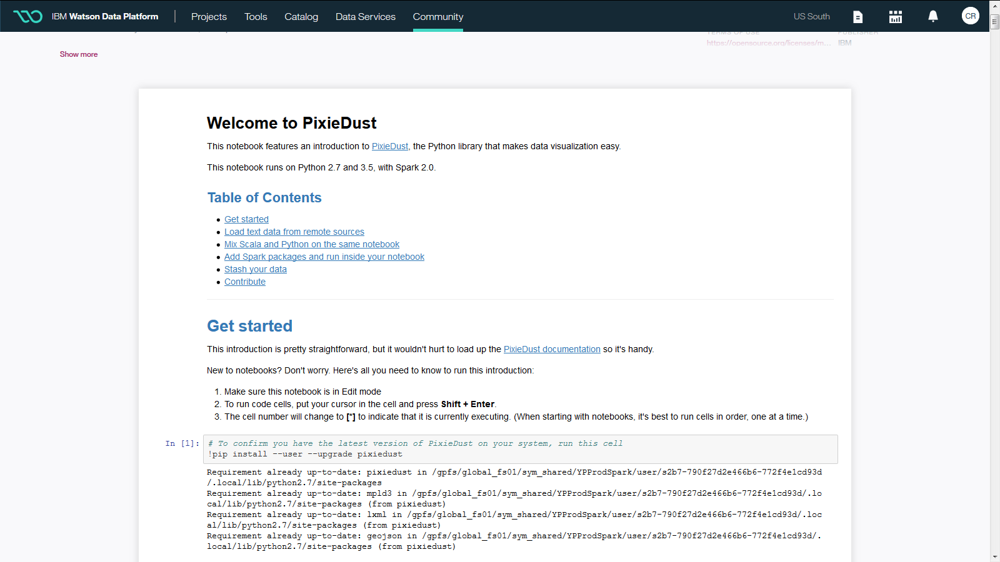 IBM Watson Data Platform
Projects
Tools
Catalog
Data Services
Community
US South
CR
TERMS OF USE
PUBLISHER
https://opensource.org/licenses/m...
IBM
Show more
Welcome to PixieDust
This notebook features an introduction to PixieDust, the Python library that makes data visualization easy.
This notebook runs on Python 2.7 and 3.5, with Spark 2.0.
Table of Contents
• Get started
• Load text data from remote sources
• Mix Scala and Python on the same notebook
• Add Spark packages and run inside your notebook
• Stash your data
• Contribute
Get started
This introduction is pretty straightforward, but it wouldn't hurt to load up the PixieDust documentation so it's handy.
New to notebooks? Don't worry. Here's all you need to know to run this introduction:
1. Make sure this notebook is in Edit mode
2. To run code cells, put your cursor in the cell and press Shift + Enter.
3. The cell number will change to [*] to indicate that it is currently executing. (When starting with notebooks, it's best to run cells in order, one at a time.)
In [1]:
# To confirm you have the latest version of PixieDust on your system, run this cell
!pip install --user --upgrade pixiedust
Requirement already up-to-date: pixiedust in /gpfs/global_fs01/sym_shared/YPProdSpark/user/s2b7-790f27d2e466b6-772f4e1cd93d
/.local/lib/python2.7/site-packages
Requirement already up-to-date: mpld3 in /gpfs/global_fs01/sym_shared/YPProdSpark/user/s2b7-790f27d2e466b6-772f4e1cd93d/.lo
cal/lib/python2.7/site-packages (from pixiedust)
Requirement already up-to-date: lxml in /gpfs/global_fs01/sym_shared/YPProdSpark/user/s2b7-790f27d2e466b6-772f4e1cd93d/.loc
al/lib/python2.7/site-packages (from pixiedust)
Requirement already up-to-date: geojson in /gpfs/global_fs01/sym_shared/YPProdSpark/user/s2b7-790f27d2e466b6-772f4e1cd93d/.
local/lib/python2.7/site-packages (from pixiedust)